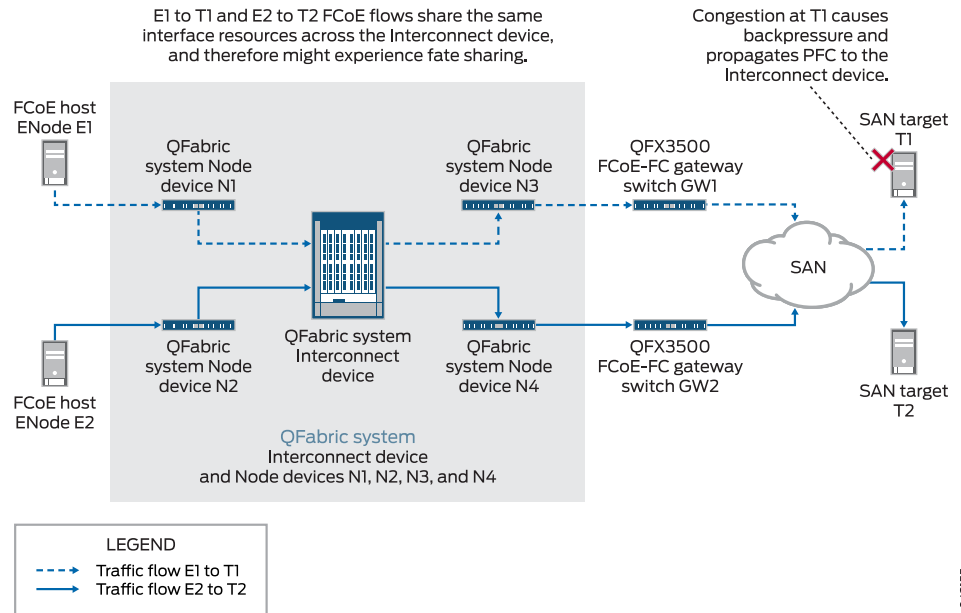 E1 to T1 and E2 to T2 FCoE flows share the same
interface resources across the Interconnect device,
and therefore might experience fate sharing.
Congestion at T1 causes
backpressure and
propagates PFC to the
Interconnect device.
FCoE host
ENode E1
QFabric
system Node
device N1
QFabric
system Node
device N3
QFX3500
FCoE-FC gateway
switch GW1
SAN target
T1
SAN
QFabric system
Interconnect
device
FCoE host
ENode E2
QFabric
system Node
device N2
QFabric
system Node
device N4
QFX3500
FCoE-FC gateway
switch GW2
SAN target
T2
QFabric system
Interconnect device
and Node devices N1, N2, N3, and N4
LEGEND
Traffic flow E1 to T1
Traffic flow E2 to T2